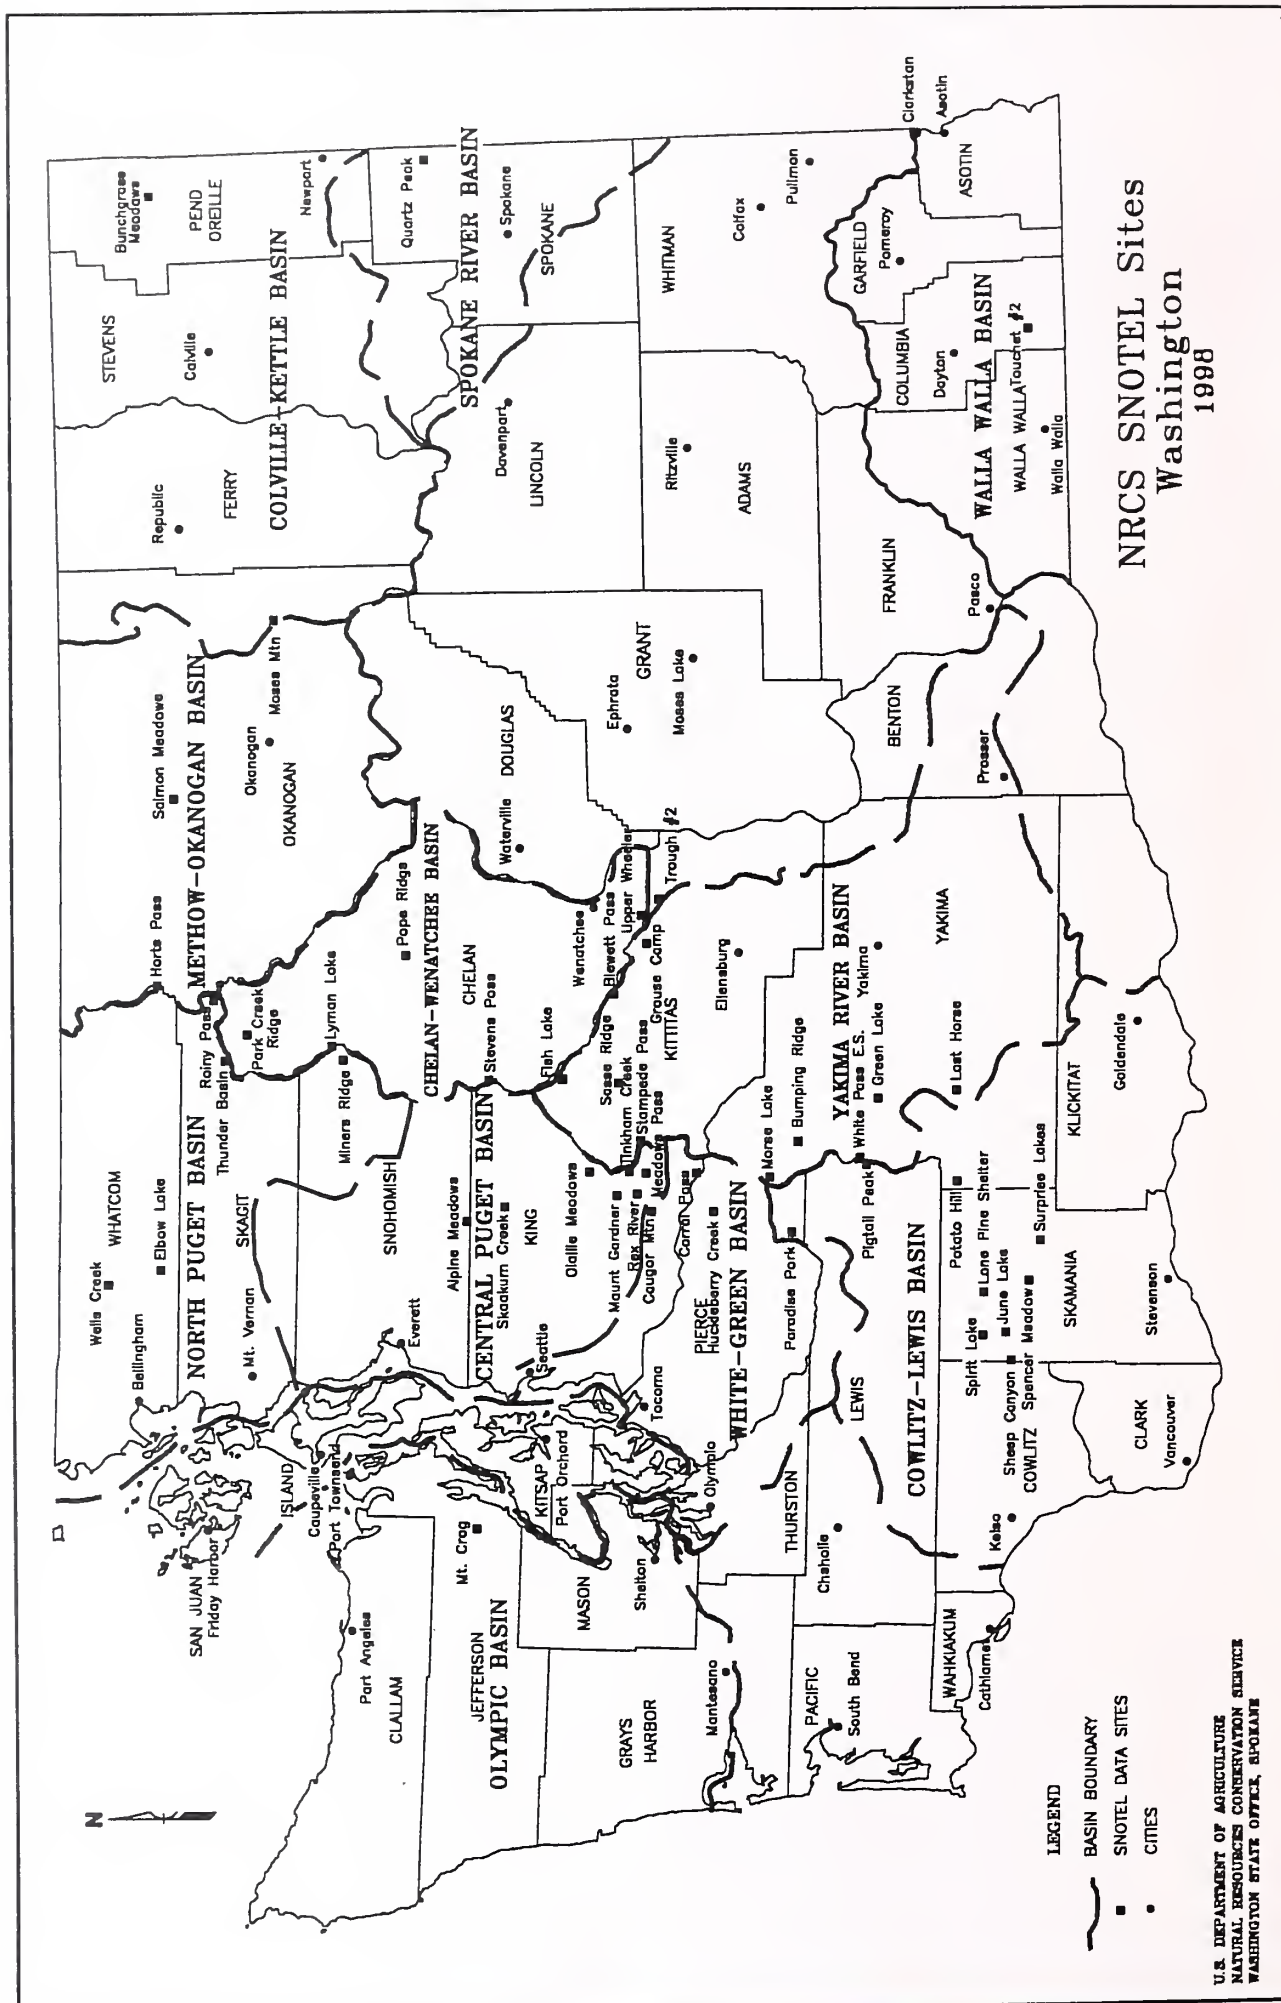 N
SAN JUAN
Friday Harbor
Bellingham
Wells Creek
WHATCOM
Elbow Lake
NORTH PUGET BASIN
Mt. Vernon
SKAGIT
Thunder Basin
Rainy Pass
Park Creek
Ridge
Harts Pass
METHOW-OKANOGAN BASIN
Salmon Meadows
Okanogan
OKANOGAN
Moses Mtn
Republic
FERRY
COLVILLE-KETTLE BASIN
STEVENS
Colville
Bunchgrass
Meadows
PEND
OREILLE
Newport
ISLAND
Coupeville
Port Townsend
Port Angeles
CLALLAM
Miners Ridge
Lyman Lake
SNOHOMISH
Everett
Pope Ridge
CHELAN-WENATCHEE BASIN
CHELAN
Quartz Peak
SPOKANE RIVER BASIN
Spokane
SPOKANE
JEFFERSON
OLYMPIC BASIN
Mt. Crag
Alpine Meadows
CENTRAL PUGET BASIN
Skookum Creek
KING
Stevens Pass
Waterville
DOUGLAS
Davenport
LINCOLN
KITSAP
Port Orchard
Seattle
Fish Lake
Wenatchee
Blewett Pass
Upper Wheeler
Trough #2
Grouse Camp
Sasse Ridge
MASON
Shelton
Olallie Meadows
Mount Gardner
Rex River
Cougar Mtn
Tinkham Creek
Stampede Pass
Meadows Pass
Corral Pass
KITTITAS
Ephrata
GRANT
Moses Lake
Ritzville
ADAMS
WHITMAN
Colfax
Pullman
GRAYS
HARBOR
Montesano
Olympia
Tacoma
PIERCE
Huckleberry Creek
WHITE-GREEN BASIN
Ellensburg
THURSTON
Paradise Park
Morse Lake
Bumping Ridge
PACIFIC
South Bend
Chehalis
LEWIS
Pigtail Peak
White Pass E.S.
Green Lake
YAKIMA RIVER BASIN
Yakima
YAKIMA
BENTON
FRANKLIN
Pasco
GARFIELD
Pomeroy
Clarkston
Asotin
ASOTIN
COLUMBIA
Dayton
WALLA WALLA BASIN
WALLA WALLA
Touchet #2
Walla Walla
COWLITZ-LEWIS BASIN
WAHKIAKUM
Cathlamet
Kelso
Potato Hill
Lost Horse
Prosser
Spirit Lake
Lone Pine Shelter
June Lake
Sheep Canyon
Spencer Meadow
COWLITZ
Surprise Lakes
SKAMANIA
KLICKITAT
Goldendale
CLARK
Vancouver
Stevenson
LEGEND
BASIN BOUNDARY
SNOTEL DATA SITES
CITIES
NRCS SNOTEL Sites
Washington
1998
U.S. DEPARTMENT OF AGRICULTURE
NATURAL RESOURCES CONSERVATION SERVICE
WASHINGTON STATE OFFICE, SPOKANE